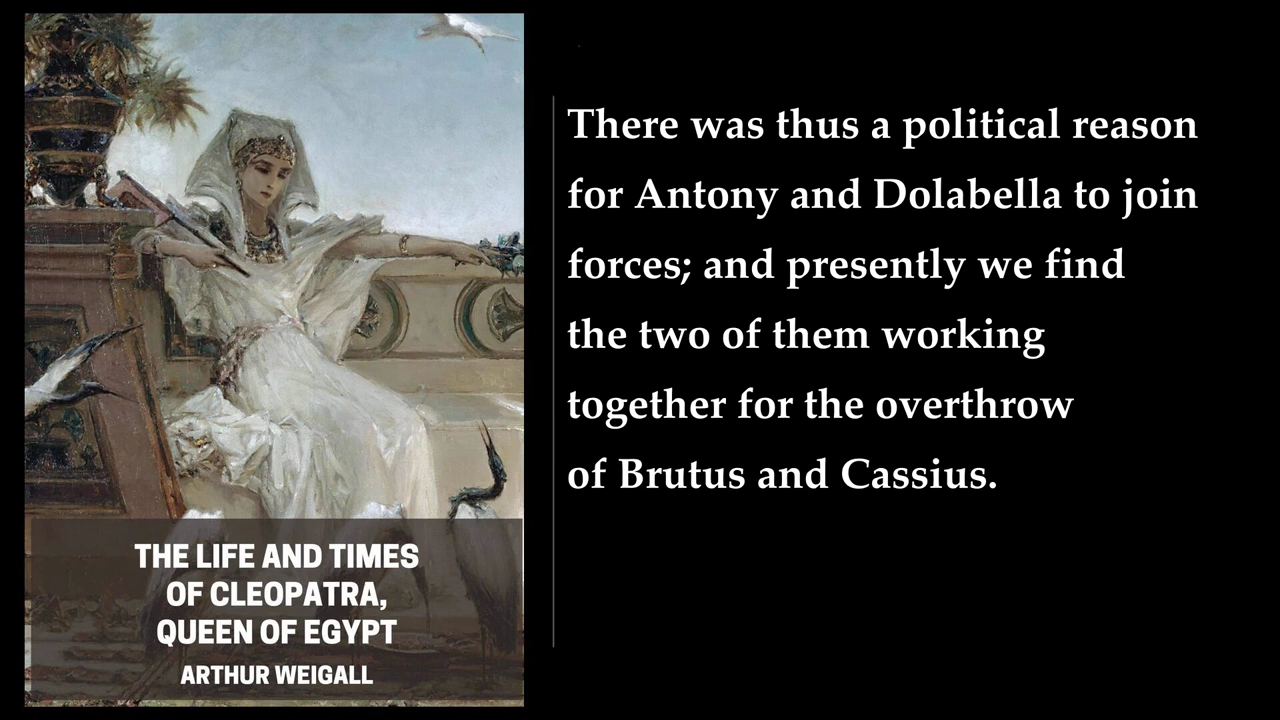 There was thus a political reason
for Antony and Dolabella to join
forces; and presently we find
the two of them working
together for the overthrow
of Brutus and Cassius.
THE LIFE AND TIMES
OF CLEOPATRA,
QUEEN OF EGYPT
ARTHUR WEIGALL